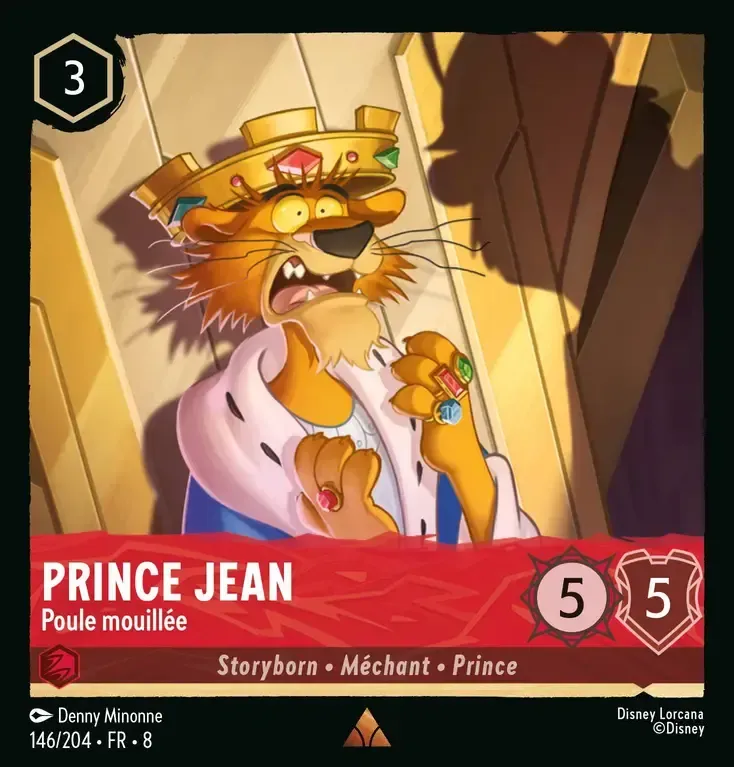 3
PRINCE JEAN
Poule mouillée
5
5
Storyborn • Méchant • Prince
Denny Minonne
146/204 • FR • 8
Disney Lorcana
©Disney